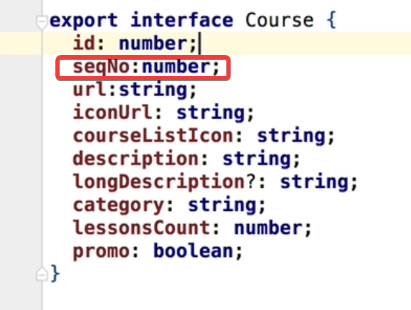 export interface Course {
id: number;
seqNo:number;
url:string;
iconUrl: string;
courseListIcon: string;
description: string;
longDescription?: string;
category: string;
lessonsCount: number;
promo: boolean;
}